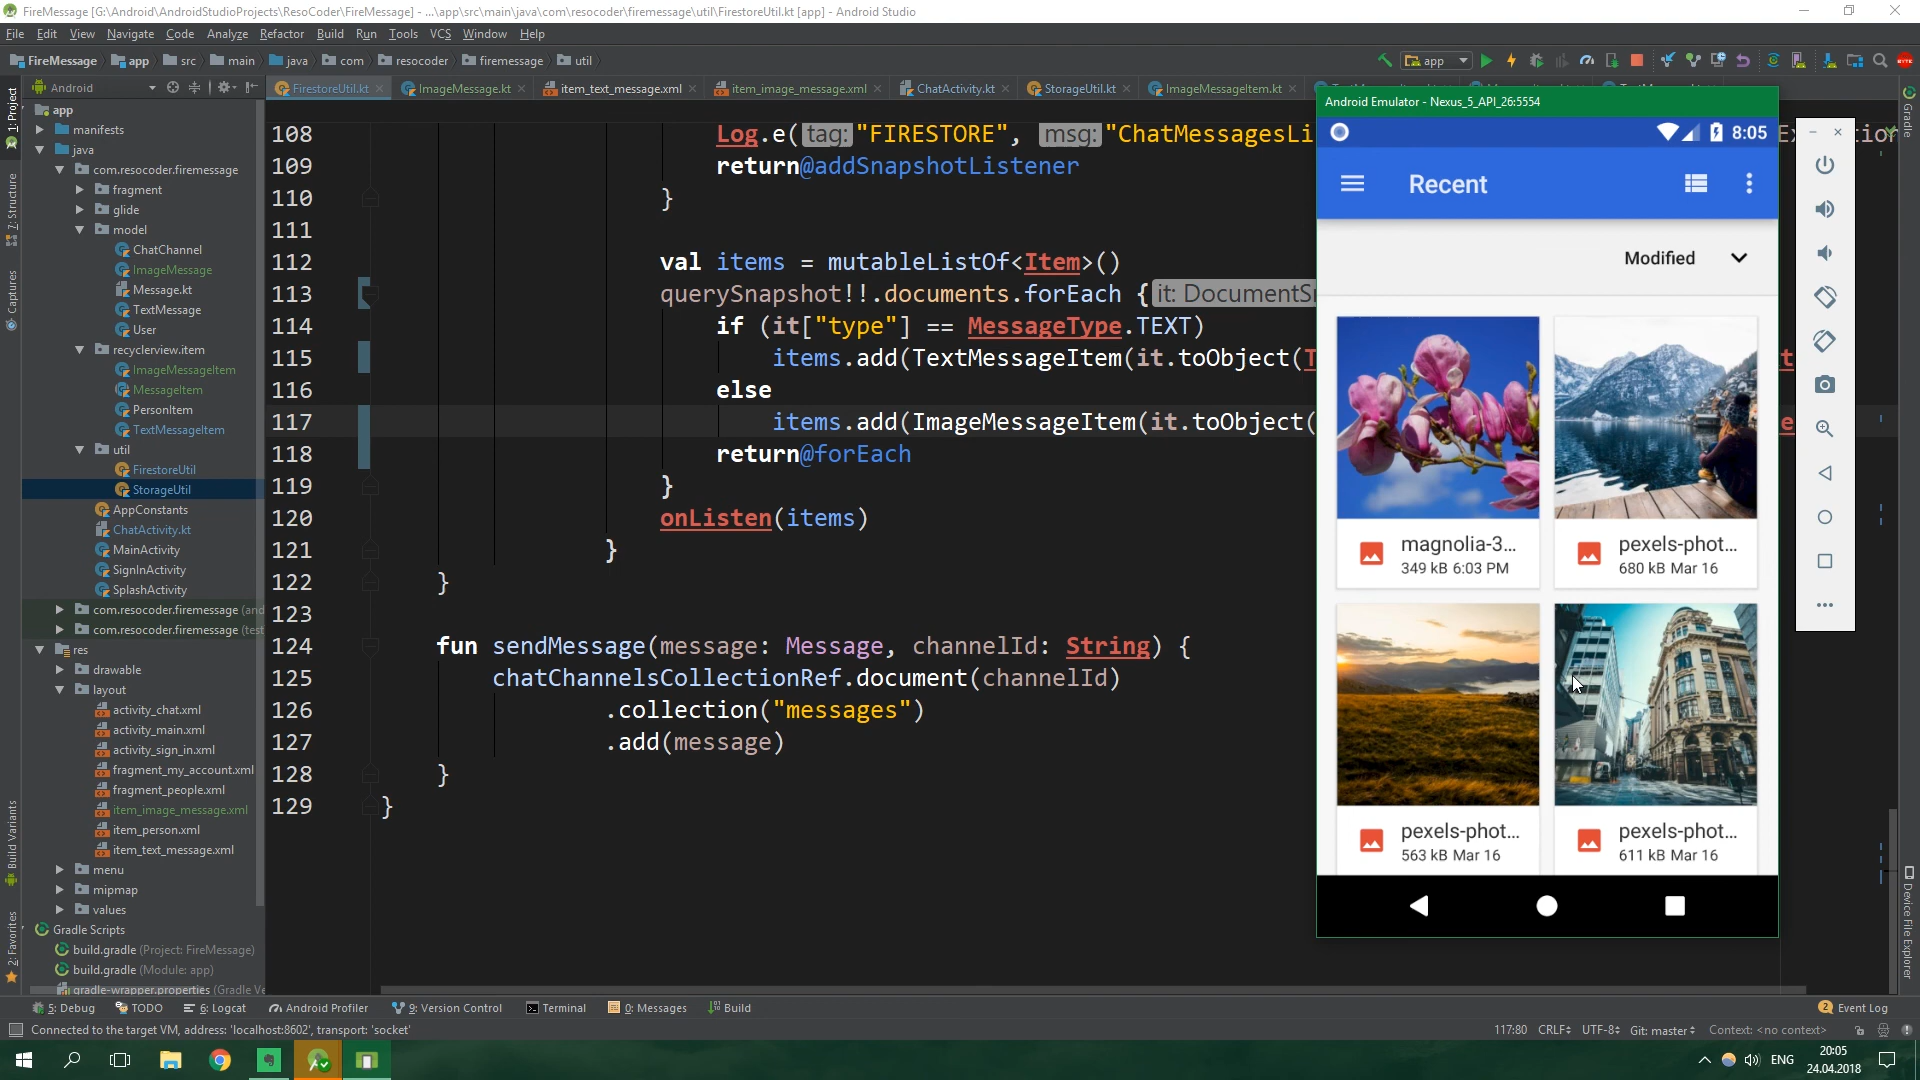 FireMessage [G:\Android\AndroidStudioProjects\ResoCoder\FireMessage] - ...\app\src\main\java\com\resocoder\firemessage\util\FirestoreUtil.kt [app] - Android Studio
File Edit View Navigate Code Analyze Refactor Build Run Tools VCS Window Help
FireMessage app src main java com resocoder firemessage util
app
Android
FirestoreUtil.kt ImageMessage.kt item_text_message.xml item_image_message.xml ChatActivity.kt StorageUtil.kt ImageMessageItem.kt
1: Project
7: Structure
Captures
Build Variants
2: Favorites
app
manifests
java
com.resocoder.firemessage
fragment
glide
model
ChatChannel
ImageMessage
Message.kt
TextMessage
User
recyclerview.item
ImageMessageItem
MessageItem
PersonItem
TextMessageItem
util
FirestoreUtil
StorageUtil
AppConstants
ChatActivity.kt
MainActivity
SignInActivity
SplashActivity
com.resocoder.firemessage (and
com.resocoder.firemessage (test
res
drawable
layout
activity_chat.xml
activity_main.xml
activity_sign_in.xml
fragment_my_account.xml
fragment_people.xml
item_image_message.xml
item_person.xml
item_text_message.xml
menu
mipmap
values
Gradle Scripts
build.gradle (Project: FireMessage)
build.gradle (Module: app)
gradle-wrapper.properties (Gradle Ve
108 Log.e( tag: "FIRESTORE", msg: "ChatMessagesLi
109 return@addSnapshotListener
110 }
111
112 val items = mutableListOf<Item>()
113 querySnapshot!!.documents.forEach { it: DocumentS
114 if (it["type"] == MessageType.TEXT)
115 items.add(TextMessageItem(it.toObject(T
116 else
117 items.add(ImageMessageItem(it.toObject(
118 return@forEach
119 }
120 onListen(items)
121 }
122 }
123
124 fun sendMessage(message: Message, channelId: String) {
125 chatChannelsCollectionRef.document(channelId)
126 .collection("messages")
127 .add(message)
128 }
129 }
Android Emulator - Nexus_5_API_26:5554
8:05
Recent
Modified
magnolia-3...
349 kB 6:03 PM
pexels-phot...
680 kB Mar 16
pexels-phot...
563 kB Mar 16
pexels-phot...
611 kB Mar 16
Gradle
Device File Explorer
5: Debug TODO 6: Logcat Android Profiler 9: Version Control Terminal 0: Messages Build
2 Event Log
Connected to the target VM, address: 'localhost:8602', transport: 'socket'
117:80 CRLF UTF-8 Git: master Context: <no context>
ENG
20:05
24.04.2018